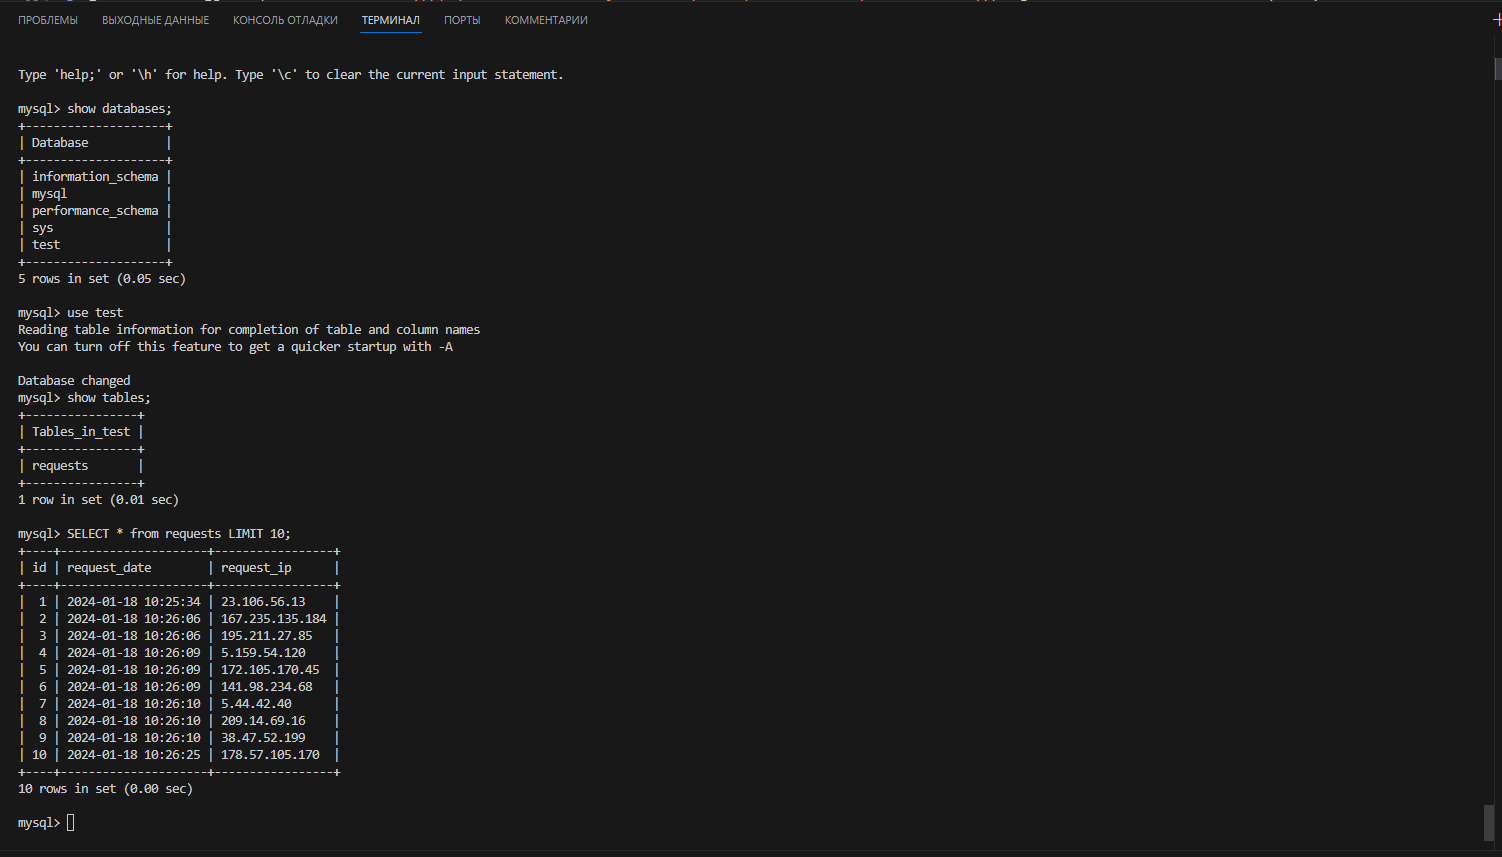 ПРОБЛЕМЫ ВЫХОДНЫЕ ДАННЫЕ КОНСОЛЬ ОТЛАДКИ ТЕРМИНАЛ ПОРТЫ КОММЕНТАРИИ
Type 'help;' or '\h' for help. Type '\c' to clear the current input statement.
mysql> show databases;
+--------------------+
| Database           |
+--------------------+
| information_schema |
| mysql              |
| performance_schema |
| sys                |
| test               |
+--------------------+
5 rows in set (0.05 sec)
mysql> use test
Reading table information for completion of table and column names
You can turn off this feature to get a quicker startup with -A
Database changed
mysql> show tables;
+----------------+
| Tables_in_test |
+----------------+
| requests       |
+----------------+
1 row in set (0.01 sec)
mysql> SELECT * from requests LIMIT 10;
+----+---------------------+-----------------+
| id | request_date        | request_ip      |
+----+---------------------+-----------------+
|  1 | 2024-01-18 10:25:34 | 23.106.56.13    |
|  2 | 2024-01-18 10:26:06 | 167.235.135.184 |
|  3 | 2024-01-18 10:26:06 | 195.211.27.85   |
|  4 | 2024-01-18 10:26:09 | 5.159.54.120    |
|  5 | 2024-01-18 10:26:09 | 172.105.170.45  |
|  6 | 2024-01-18 10:26:09 | 141.98.234.68   |
|  7 | 2024-01-18 10:26:10 | 5.44.42.40      |
|  8 | 2024-01-18 10:26:10 | 209.14.69.16    |
|  9 | 2024-01-18 10:26:10 | 38.47.52.199    |
| 10 | 2024-01-18 10:26:25 | 178.57.105.170  |
+----+---------------------+-----------------+
10 rows in set (0.00 sec)
mysql>